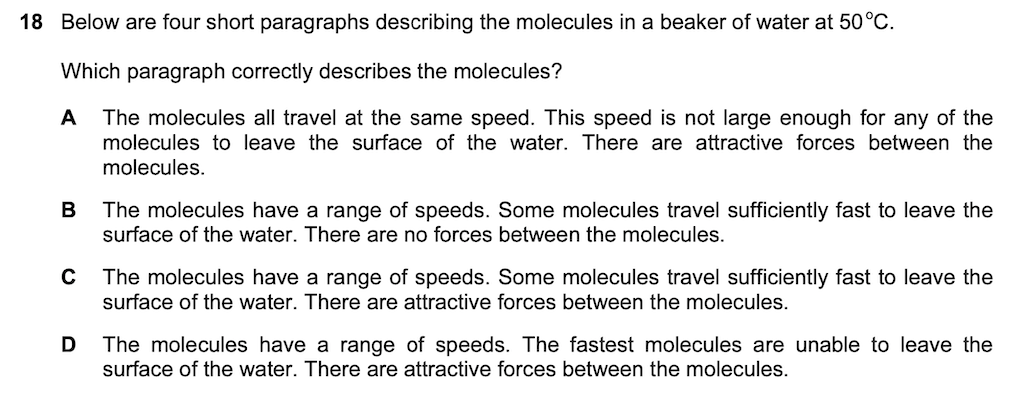 18 Below are four short paragraphs describing the molecules in a beaker of water at 50°C.
Which paragraph correctly describes the molecules?
A The molecules all travel at the same speed. This speed is not large enough for any of the
molecules to leave the surface of the water. There are attractive forces between the
molecules.
B The molecules have a range of speeds. Some molecules travel sufficiently fast to leave the
surface of the water. There are no forces between the molecules.
C The molecules have a range of speeds. Some molecules travel sufficiently fast to leave the
surface of the water. There are attractive forces between the molecules.
D The molecules have a range of speeds. The fastest molecules are unable to leave the
surface of the water. There are attractive forces between the molecules.